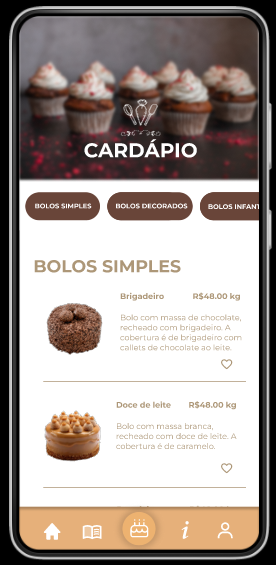 CARDÁPIO
BOLOS SIMPLES
BOLOS DECORADOS
BOLOS INFANT
BOLOS SIMPLES
Brigadeiro R$48.00 kg
Bolo com massa de chocolate,
recheado com brigadeiro. A
cobertura é de brigadeiro com
callets de chocolate ao leite.
Doce de leite R$48.00 kg
Bolo com massa branca,
recheado com doce de leite. A
cobertura é de caramelo.